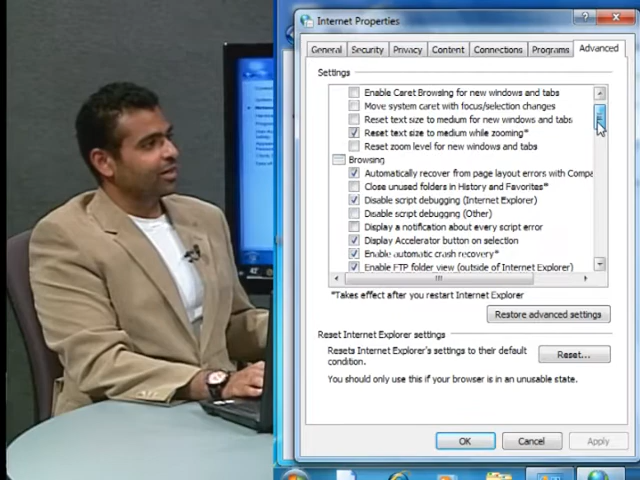 Internet Properties
General
Security
Privacy
Content
Connections
Programs
Advanced
Settings
Enable Caret Browsing for new windows and tabs
Move system caret with focus/selection changes
Reset text size to medium for new windows and tabs
Reset text size to medium while zooming*
Reset zoom level for new windows and tabs
Browsing
Automatically recover from page layout errors with Compa
Close unused folders in History and Favorites*
Disable script debugging (Internet Explorer)
Disable script debugging (Other)
Display a notification about every script error
Display Accelerator button on selection
Enable automatic crash recovery*
Enable FTP folder view (outside of Internet Explorer)
*Takes effect after you restart Internet Explorer
Restore advanced settings
Reset Internet Explorer settings
Resets Internet Explorer's settings to their default
condition.
Reset...
You should only use this if your browser is in an unusable state.
OK
Cancel
Apply